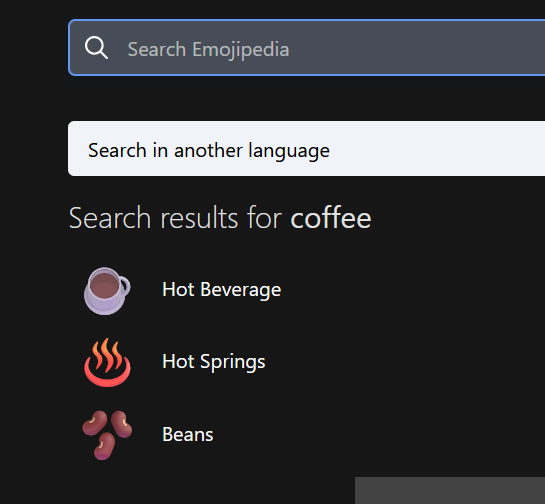 Search Emojipedia
Search in another language
Search results for coffee
Hot Beverage
Hot Springs
Beans